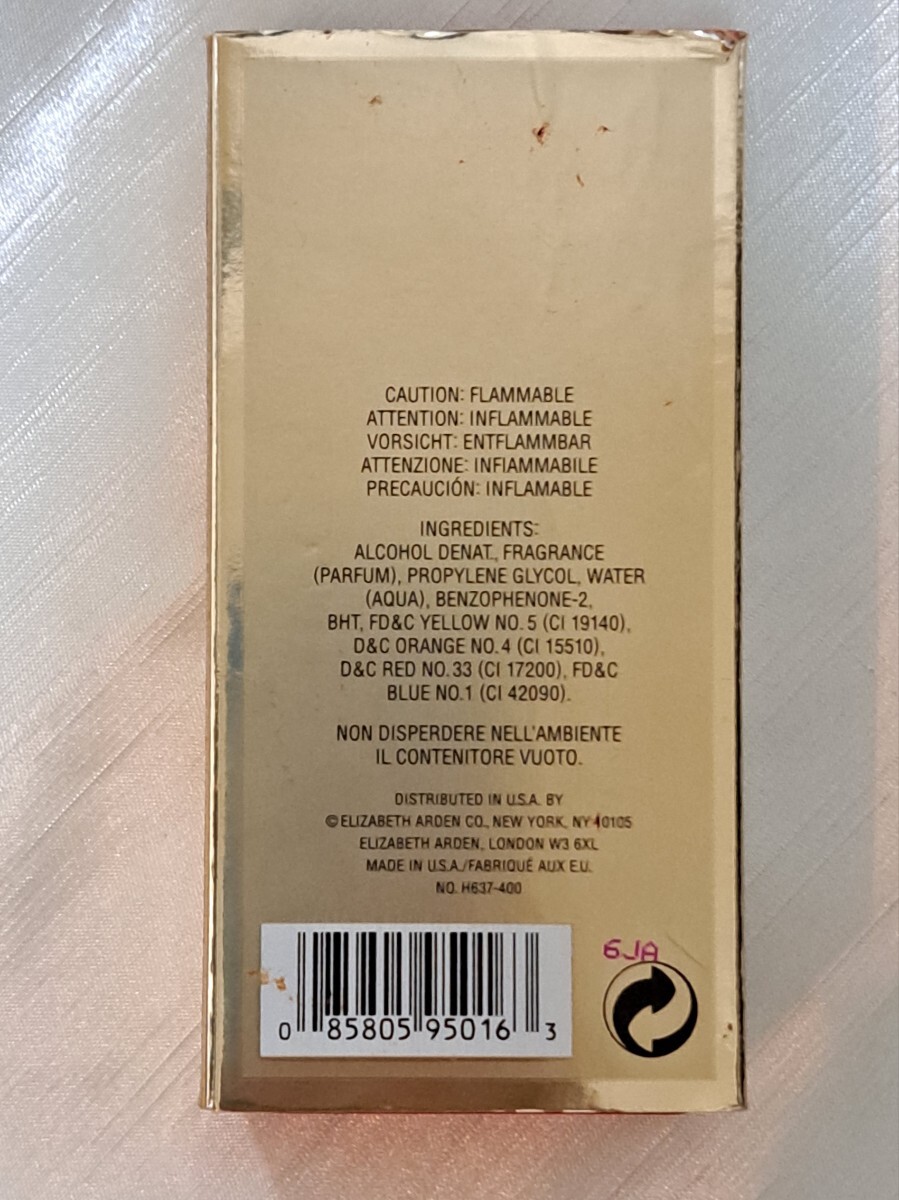 CAUTION: FLAMMABLE
ATTENTION: INFLAMMABLE
VORSICHT: ENTFLAMMBAR
ATTENZIONE: INFIAMMABILE
PRECAUCIÓN: INFLAMABLE
INGREDIENTS:
ALCOHOL DENAT., FRAGRANCE
(PARFUM), PROPYLENE GLYCOL, WATER
(AQUA), BENZOPHENONE-2,
BHT, FD&C YELLOW NO. 5 (CI 19140),
D&C ORANGE NO. 4 (CI 15510),
D&C RED NO. 33 (CI 17200), FD&C
BLUE NO.1 (CI 42090).
NON DISPERDERE NELL'AMBIENTE
IL CONTENITORE VUOTO.
DISTRIBUTED IN U.S.A. BY
© ELIZABETH ARDEN CO., NEW YORK, NY 10105
ELIZABETH ARDEN, LONDON W3 6XL
MADE IN U.S.A./FABRIQUÉ AUX E.U.
NO. H637-400
6JA
0 85805 95016 3